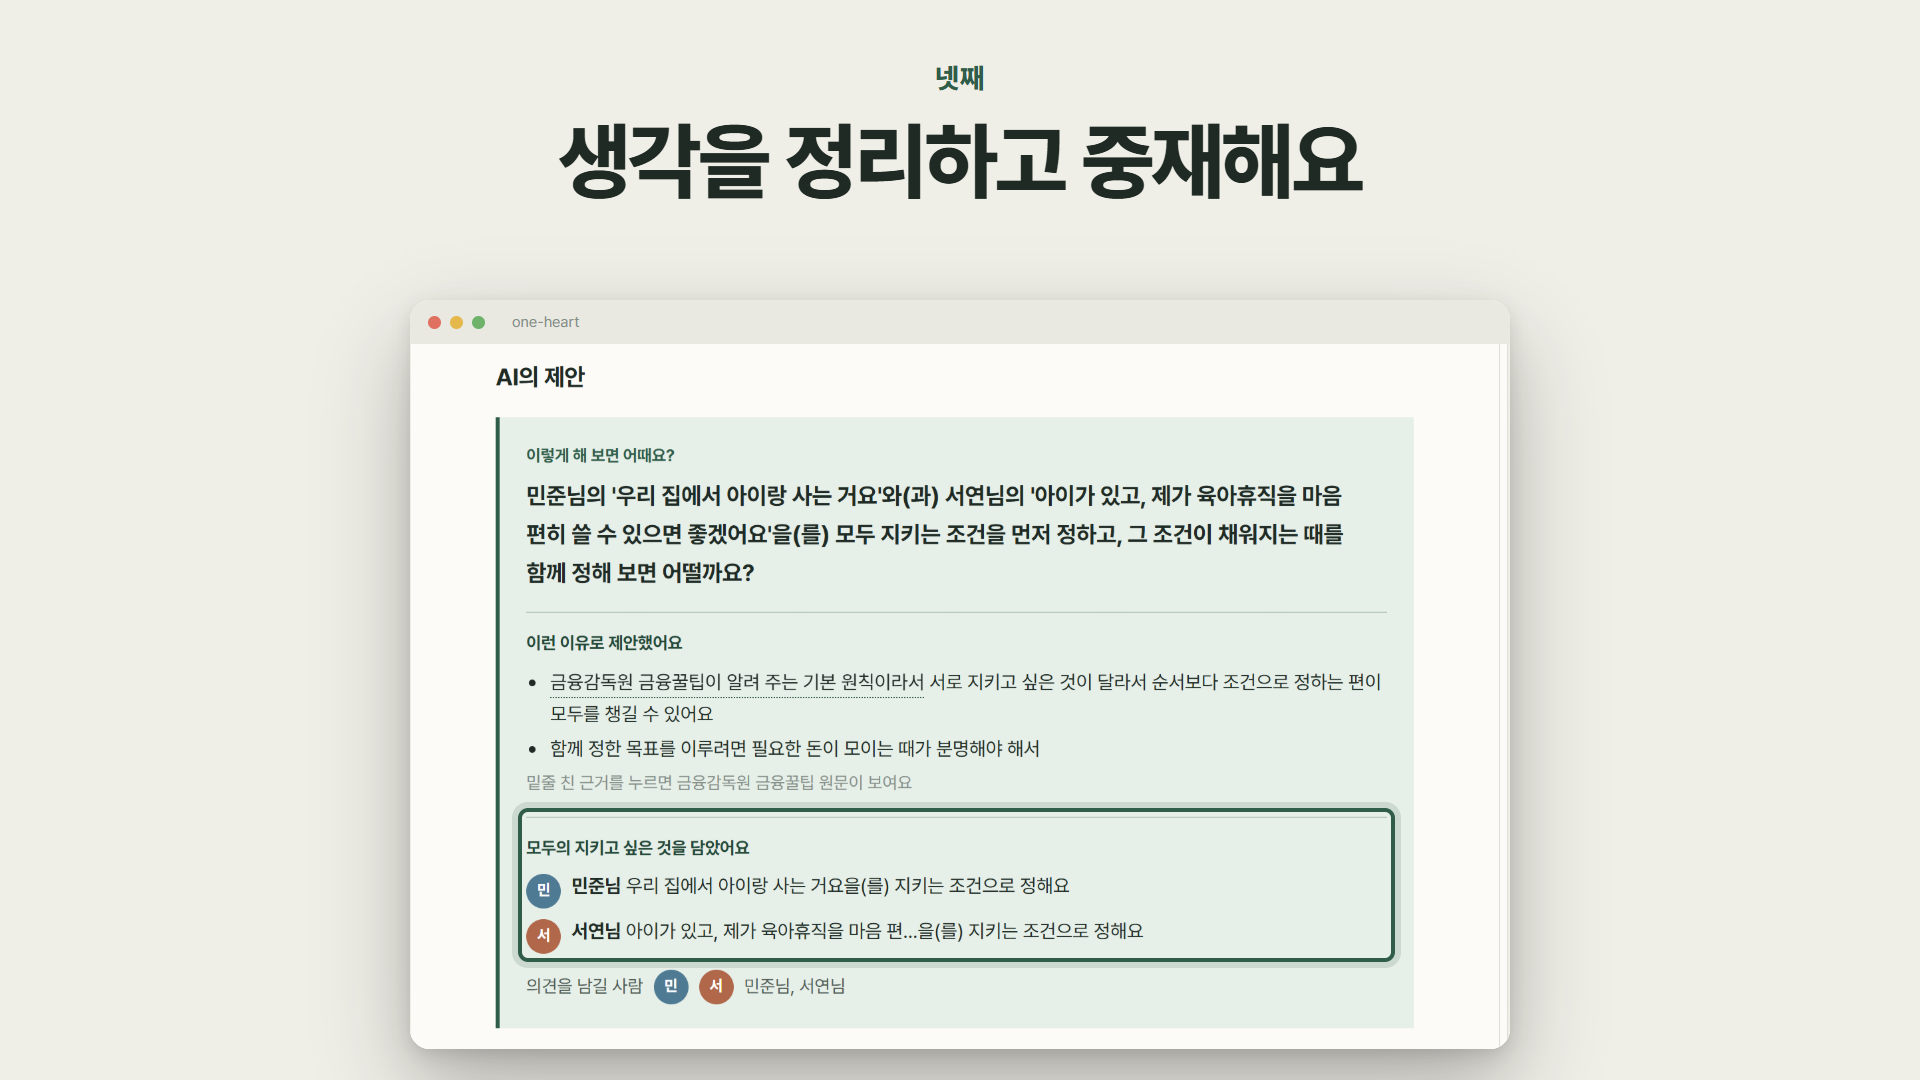 넷째
생각을 정리하고 중재해요
one-heart
AI의 제안
이렇게 해 보면 어때요?
민준님의 '우리 집에서 아이랑 사는 거요'와(과) 서연님의 '아이가 있고, 제가 육아휴직을 마음
편히 쓸 수 있으면 좋겠어요'을(를) 모두 지키는 조건을 먼저 정하고, 그 조건이 채워지는 때를
함께 정해 보면 어떨까요?
이런 이유로 제안했어요
금융감독원 금융꿀팁이 알려 주는 기본 원칙이라서 서로 지키고 싶은 것이 달라서 순서보다 조건으로 정하는 편이
모두를 챙길 수 있어요
함께 정한 목표를 이루려면 필요한 돈이 모이는 때가 분명해야 해서
밑줄 친 근거를 누르면 금융감독원 금융꿀팁 원문이 보여요
모두의 지키고 싶은 것을 담았어요
민 민준님 우리 집에서 아이랑 사는 거요을(를) 지키는 조건으로 정해요
서 서연님 아이가 있고, 제가 육아휴직을 마음 편…을(를) 지키는 조건으로 정해요
의견을 남길 사람 민 서 민준님, 서연님